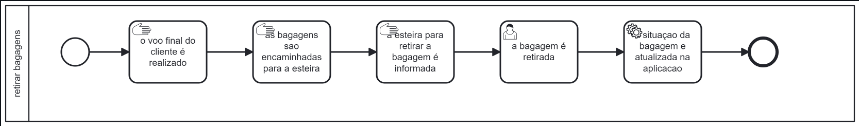 retirar bagagens
o voo final do
cliente é
realizado
as bagagens
sao
encaminhadas
para a esteira
a esteira para
retirar a
bagagem é
informada
a bagagem é
retirada
situaçao da
bagagem e
atualizada na
aplicacao